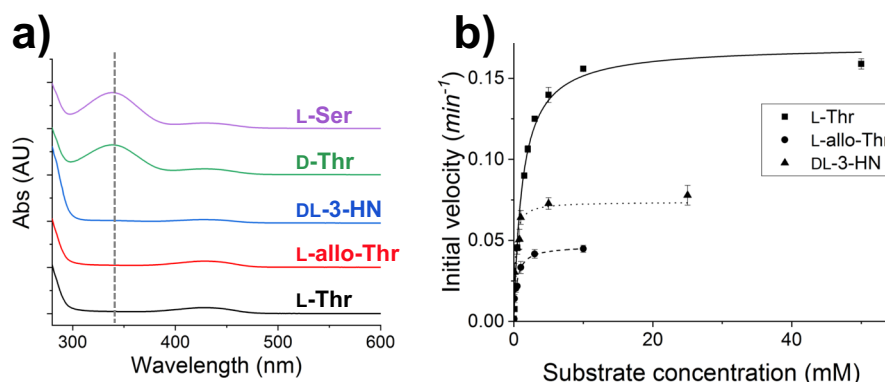 a)
Abs (AU)
L-Ser
D-Thr
DL-3-HN
L-allo-Thr
L-Thr
300
400
500
600
Wavelength (nm)
b)
Initial velocity (min⁻¹)
0.15
0.10
0.05
0.00
L-Thr
L-allo-Thr
DL-3-HN
0
20
40
Substrate concentration (mM)